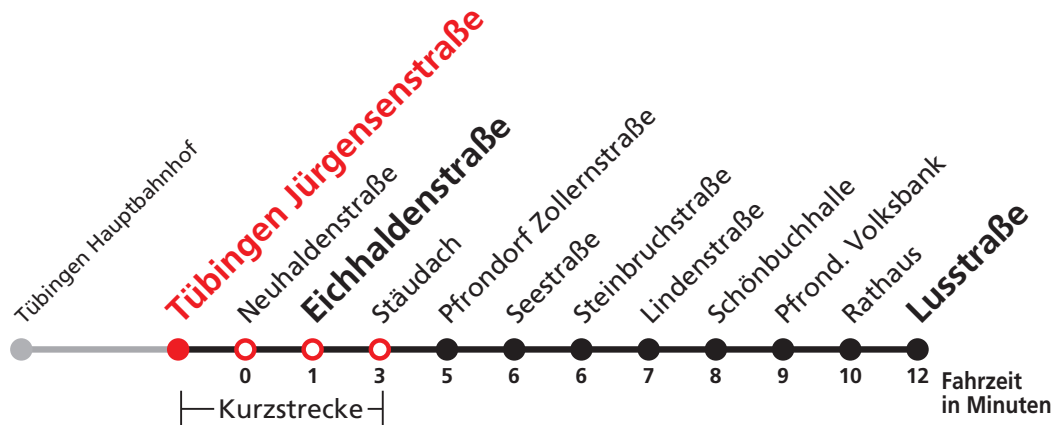 Tübingen Hauptbahnhof
Tübingen Jürgensenstraße
Neuhaldenstraße
Eichhaldenstraße
Stäudach
Pfrondorf Zollernstraße
Seestraße
Steinbruchstraße
Lindenstraße
Schönbuchhalle
Pfrond. Volksbank
Rathaus
Lusstraße
0 1 3 5 6 6 7 8 9 10 12 Fahrzeit
in Minuten
Kurzstrecke